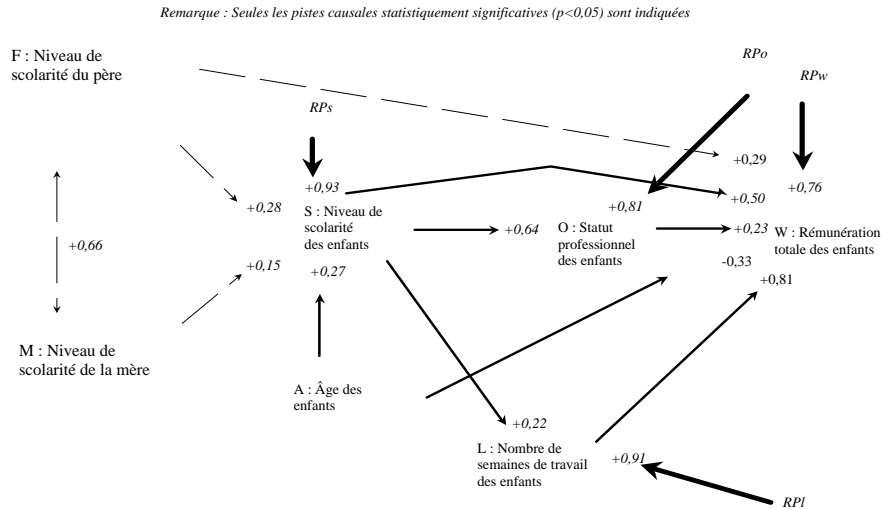 Remarque : Seules les pistes causales statistiquement significatives (p<0,05) sont indiquées
F : Niveau de
scolarité du père
RPo
RPw
RPs
+0,29
+0,93
+0,76
+0,50
+0,28
+0,81
S : Niveau de
scolarité
des enfants
+0,64
O : Statut
professionnel
des enfants
+0,23
W : Rémunération
totale des enfants
+0,66
+0,15
+0,27
-0,33
+0,81
M : Niveau de
scolarité de la mère
A : Âge des
enfants
+0,22
L : Nombre de
semaines de travail
des enfants
+0,91
RPl